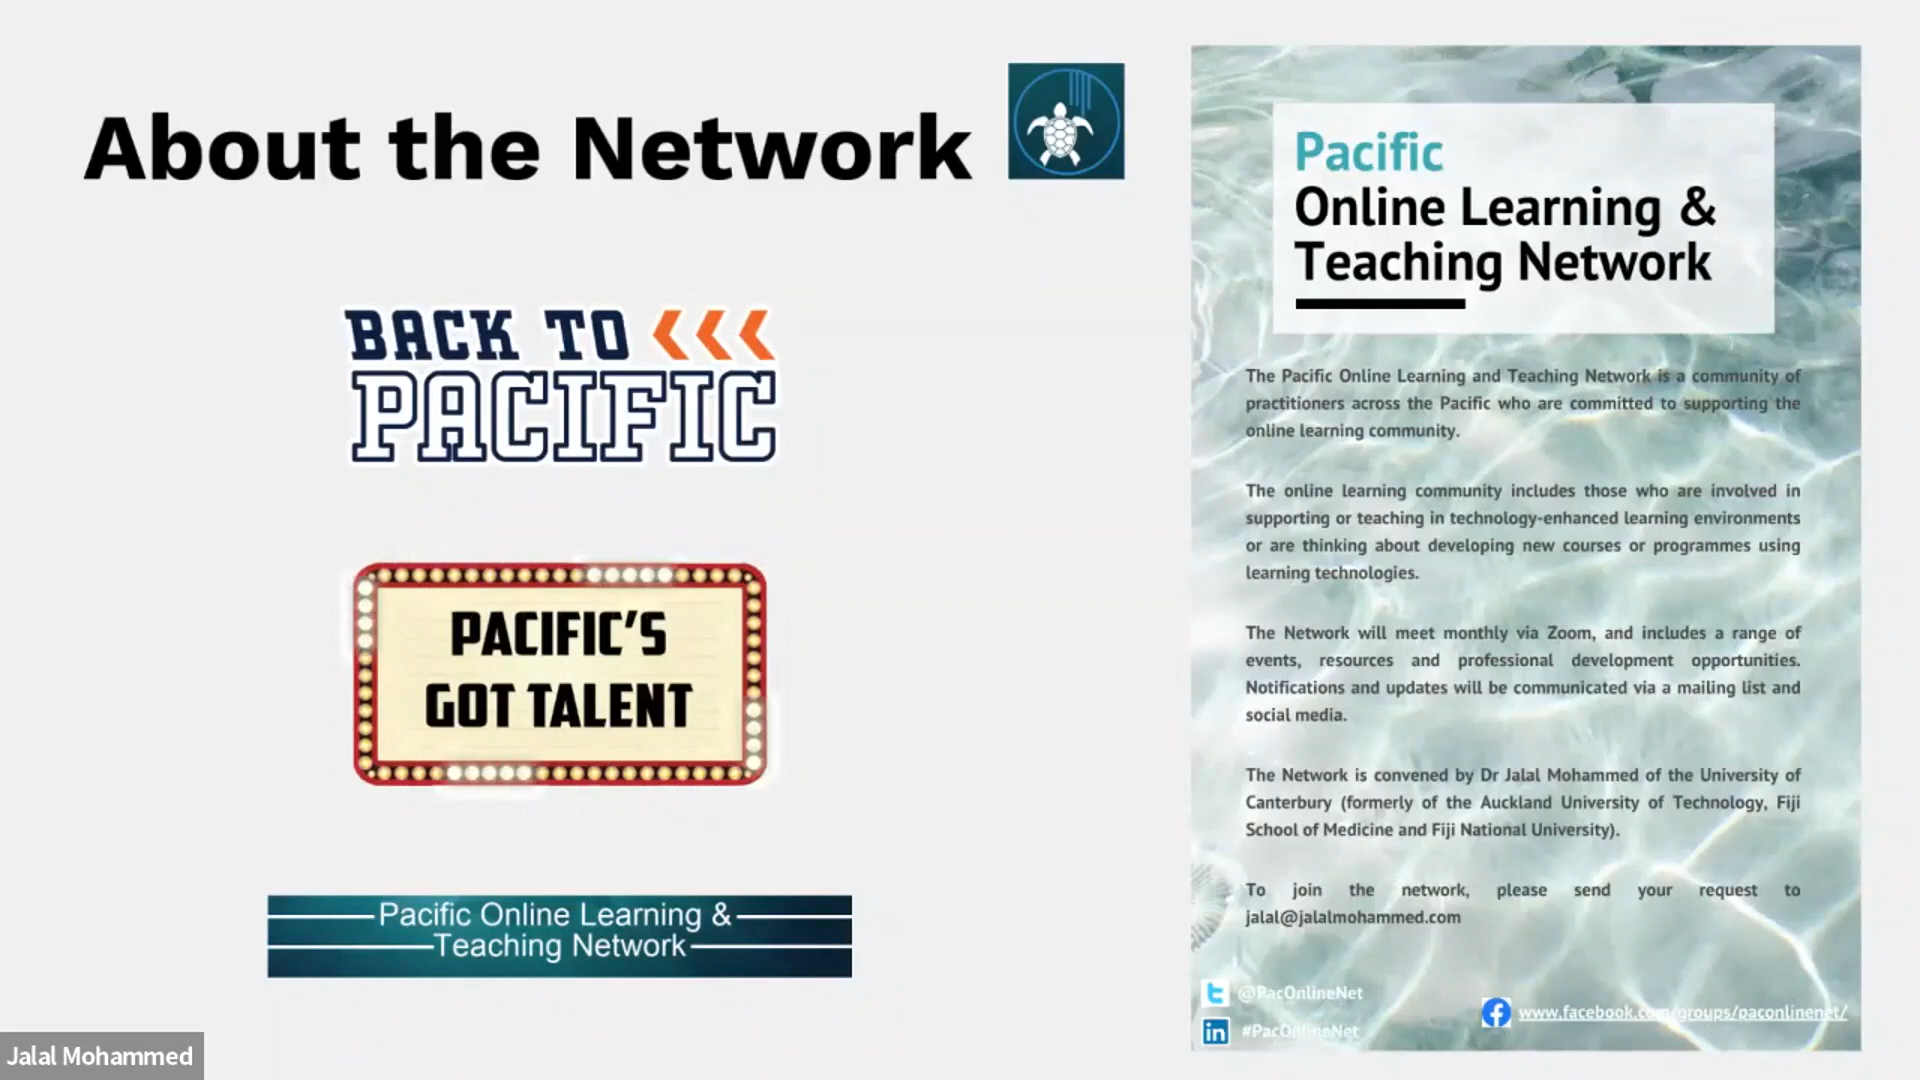 About the Network
BACK TO
PACIFIC
PACIFIC'S
GOT TALENT
Pacific Online Learning &
Teaching Network
Jalal Mohammed
Pacific
Online Learning &
Teaching Network
The Pacific Online Learning and Teaching Network is a community of
practitioners across the Pacific who are committed to supporting the
online learning community.
The online learning community includes those who are involved in
supporting or teaching in technology-enhanced learning environments
or are thinking about developing new courses or programmes using
learning technologies.
The Network will meet monthly via Zoom, and includes a range of
events, resources and professional development opportunities.
Notifications and updates will be communicated via a mailing list and
social media.
The Network is convened by Dr Jalal Mohammed of the University of
Canterbury (formerly of the Auckland University of Technology, Fiji
School of Medicine and Fiji National University).
To join the network, please send your request to
jalal@jalalmohammed.com
@PacOnlineNet
#PacOnlineNet
www.facebook.com/groups/paconlinenet/